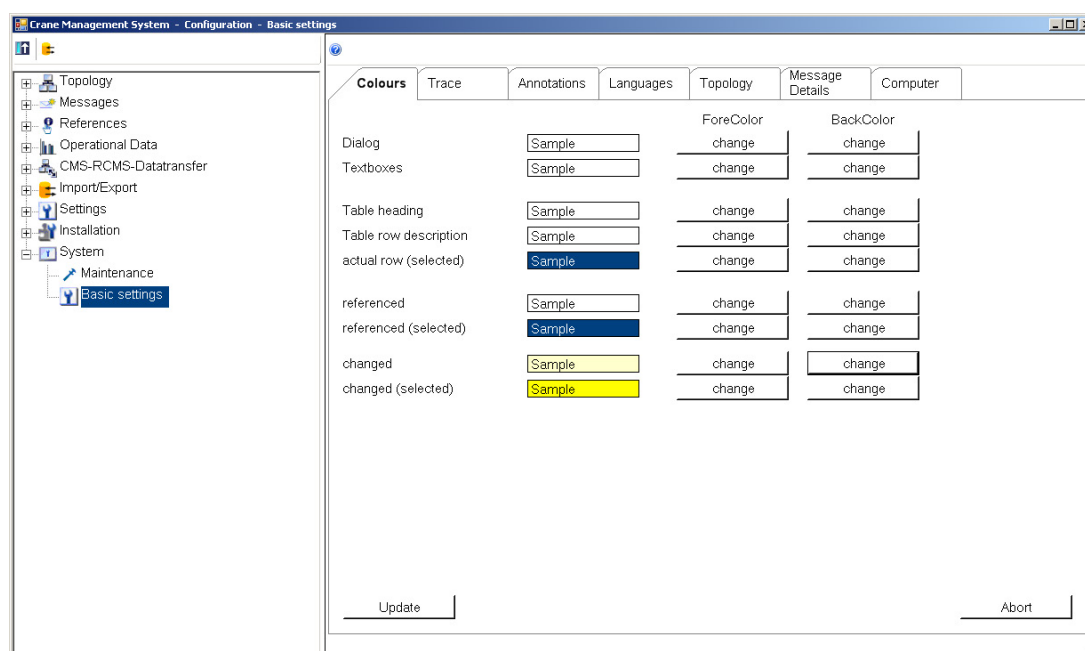 Crane Management System - Configuration - Basic settings
Topology
Messages
References
Operational Data
CMS-RCMS-Datatransfer
Import/Export
Settings
Installation
System
Maintenance
Basic settings
Colours Trace Annotations Languages Topology Message Details Computer
ForeColor BackColor
Dialog Sample change change
Textboxes Sample change change
Table heading Sample change change
Table row description Sample change change
actual row (selected) Sample change change
referenced Sample change change
referenced (selected) Sample change change
changed Sample change change
changed (selected) Sample change change
Update Abort